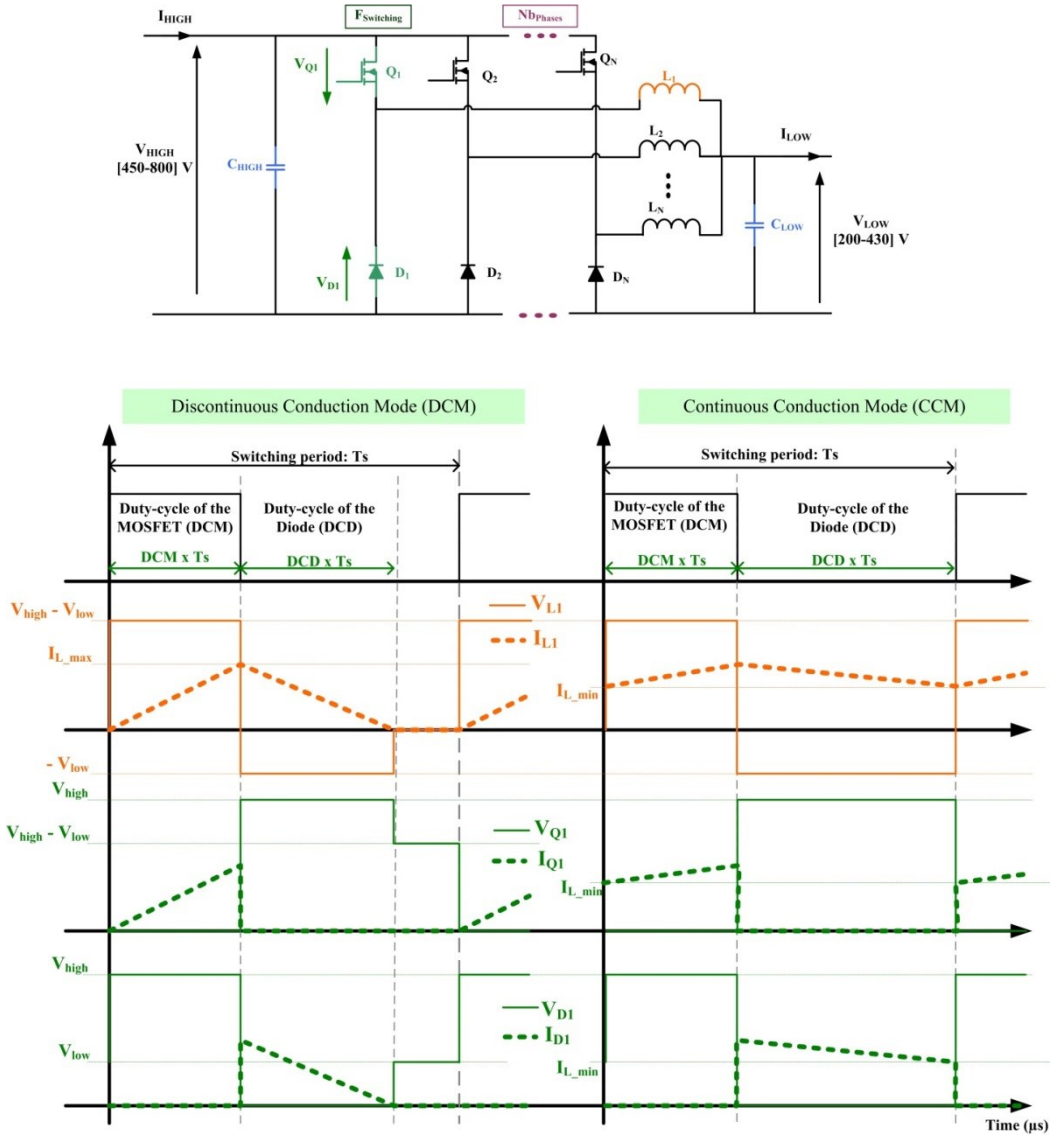 I_HIGH
F_Switching
Nb_Phases
V_Q1
Q_1
Q_2
Q_N
L_1
V_HIGH
[450-800] V
C_HIGH
L_2
I_LOW
L_N
C_LOW
V_LOW
[200-430] V
V_D1
D_1
D_2
D_N
Discontinuous Conduction Mode (DCM)
Continuous Conduction Mode (CCM)
Switching period: Ts
Switching period: Ts
Duty-cycle of the
MOSFET (DCM)
Duty-cycle of the
Diode (DCD)
Duty-cycle of the
MOSFET (DCM)
Duty-cycle of the
Diode (DCD)
DCM x Ts
DCD x Ts
DCM x Ts
DCD x Ts
V_high - V_low
V_L1
I_L1
I_L_max
I_L_min
- V_low
V_high
V_high - V_low
V_Q1
I_Q1
I_L_min
V_high
V_D1
I_D1
V_low
I_L_min
Time (µs)